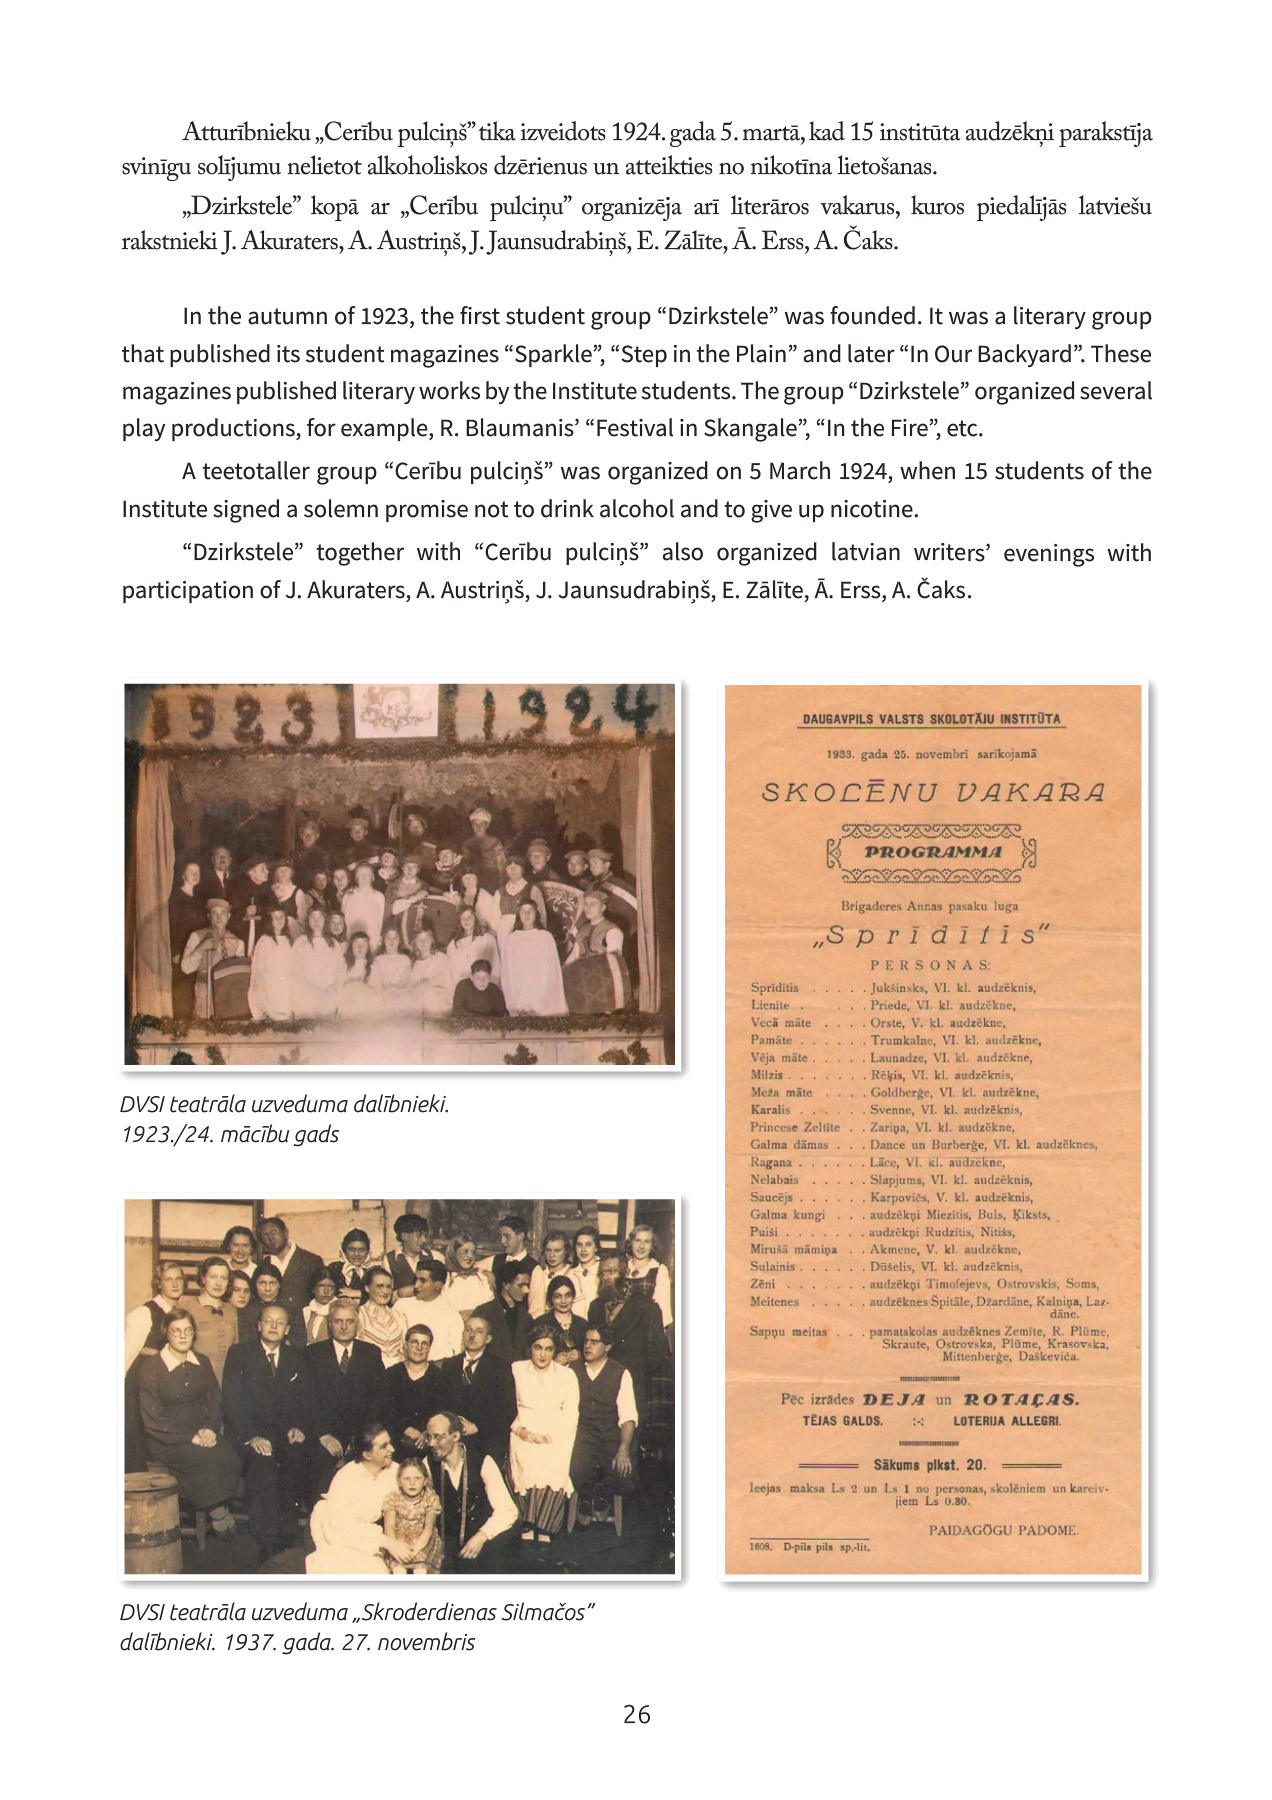 Atturībnieku „Cerību pulciņš” tika izveidots 1924. gada 5. martā, kad 15 institūta audzēkņi parakstīja
svinīgu solījumu nelietot alkoholiskos dzērienus un atteikties no nikotīna lietošanas.
„Dzirkstele” kopā ar „Cerību pulciņu” organizēja arī literāros vakarus, kuros piedalījās latviešu
rakstnieki J. Akuraters, A. Austriņš, J. Jaunsudrabiņš, E. Zālīte, Ā. Erss, A. Čaks.
In the autumn of 1923, the first student group “Dzirkstele” was founded. It was a literary group
that published its student magazines “Sparkle”, “Step in the Plain” and later “In Our Backyard”. These
magazines published literary works by the Institute students. The group “Dzirkstele” organized several
play productions, for example, R. Blaumanis’ “Festival in Skangale”, “In the Fire”, etc.
A teetotaller group “Cerību pulciņš” was organized on 5 March 1924, when 15 students of the
Institute signed a solemn promise not to drink alcohol and to give up nicotine.
“Dzirkstele” together with “Cerību pulciņš” also organized latvian writers’ evenings with
participation of J. Akuraters, A. Austriņš, J. Jaunsudrabiņš, E. Zālīte, Ā. Erss, A. Čaks.
1923 1924
DVSI teatrāla uzveduma dalībnieki.
1923./24. mācību gads
DVSI teatrāla uzveduma „Skroderdienas Silmačos”
dalībnieki. 1937. gada. 27. novembris
DAUGAVPILS VALSTS SKOLOTĀJU INSTITŪTA
1933. gada 25. novembrī sarīkojamā
SKOLĒNU VAKARA
PROGRAMMA
Brigaderes Annas pasaku luga
„Sprīdītis”
PERSONAS:
Sprīdītis . . . . . Jukšinsks, VI. kl. audzēknis,
Lienīte . . . . Priede, VI. kl. audzēkne,
Vecā māte . . . . Orste, V. kl. audzēkne,
Pamāte . . . . . . Trumkalne, VI. kl. audzēkne,
Vēja māte . . . . . Launadze, VI. kl. audzēkne,
Milzis . . . . . . . Rēķis, VI. kl. audzēknis,
Meža māte . . . . Goldberģe, VI. kl. audzēkne,
Karalis . . . . . . Svenne, VI. kl. audzēknis,
Princese Zeltīte . . Zariņa, VI. kl. audzēkne,
Galma dāmas . . . Dance un Burberģe, VI. kl. audzēknes,
Ragana . . . . . . Lāce, VI. kl. audzēkne,
Nelabais . . . . . Slapjums, VI. kl. audzēknis,
Saucējs . . . . . . Karpovičs, V. kl. audzēknis,
Galma kungi . . . audzēkņi Miezītis, Buls, Ķiksts,
Puiši . . . . . . . audzēkņi Rudzītis, Nitišs,
Mirušā māmiņa . . Akmene, V. kl. audzēkne,
Sulainis . . . . . . Dūšelis, VI. kl. audzēknis,
Zēni . . . . . . . audzēkņi Timofejevs, Ostrovskis, Soms,
Meitenes . . . . . audzēknes Špitāle, Džardāne, Kalniņa, Laz-
dāne.
Sapņu meitas . . . pamatskolas audzēknes Zemīte, R. Plūme,
Skraute, Ostrovska, Plūme, Krasovska,
Mittenberģe, Daškeviča.
Pēc izrādes DEJA un ROTAĻAS.
TĒJAS GALDS. :-: LOTERIJA ALLEGRI.
Sākums plkst. 20.
Ieejas maksa Ls 2 un Ls 1 no personas, skolēniem un kareiv-
jiem Ls 0.80.
PAIDAGOGU PADOME.
1608. D-pils pils sp.-lit.
26